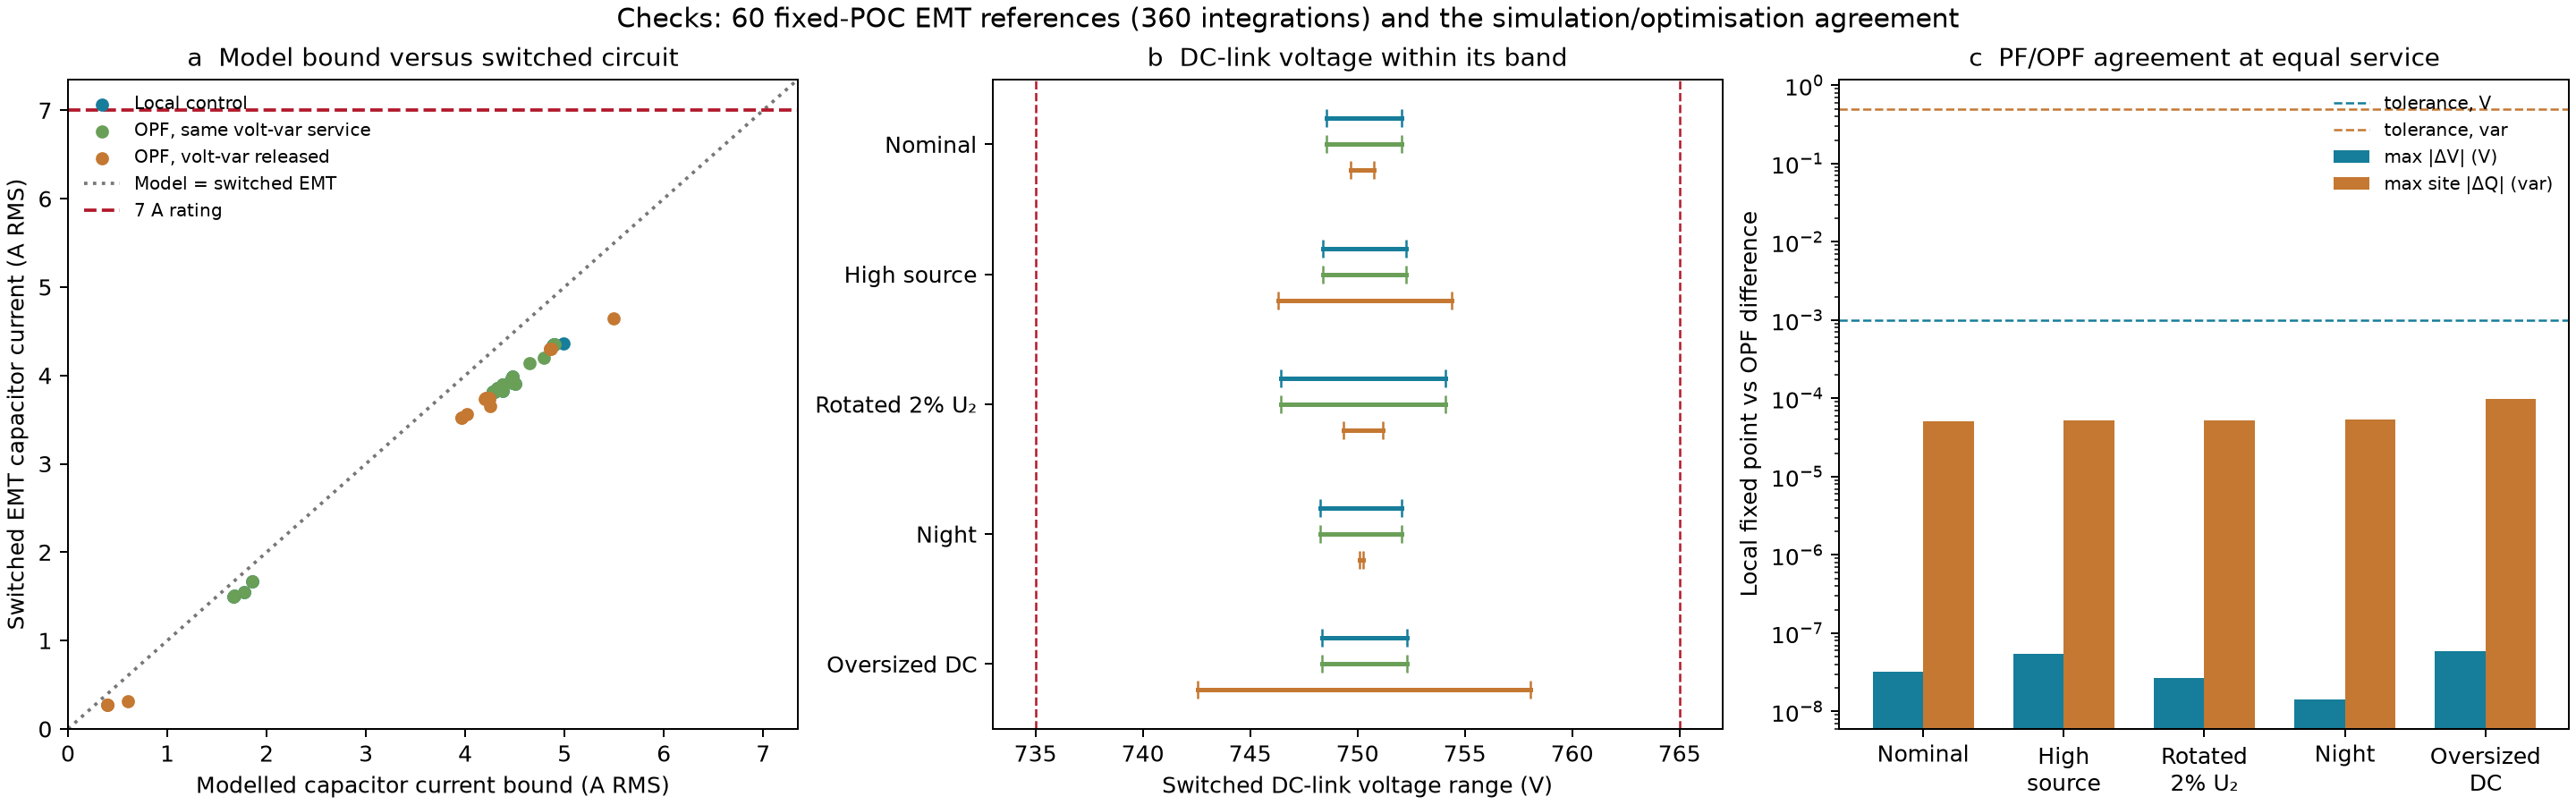 Checks: 60 fixed-POC EMT references (360 integrations) and the simulation/optimisation agreement
a Model bound versus switched circuit
Local control
OPF, same volt-var service
OPF, volt-var released
Model = switched EMT
7 A rating
7
6
5
4
3
2
1
0
Switched EMT capacitor current (A RMS)
0 1 2 3 4 5 6 7
Modelled capacitor current bound (A RMS)
b DC-link voltage within its band
Nominal
High source
Rotated 2% U₂
Night
Oversized DC
735 740 745 750 755 760 765
Switched DC-link voltage range (V)
c PF/OPF agreement at equal service
tolerance, V
tolerance, var
max |ΔV| (V)
max site |ΔQ| (var)
10⁰
10⁻¹
10⁻²
10⁻³
10⁻⁴
10⁻⁵
10⁻⁶
10⁻⁷
10⁻⁸
Local fixed point vs OPF difference
Nominal
High
source
Rotated
2% U₂
Night
Oversized
DC